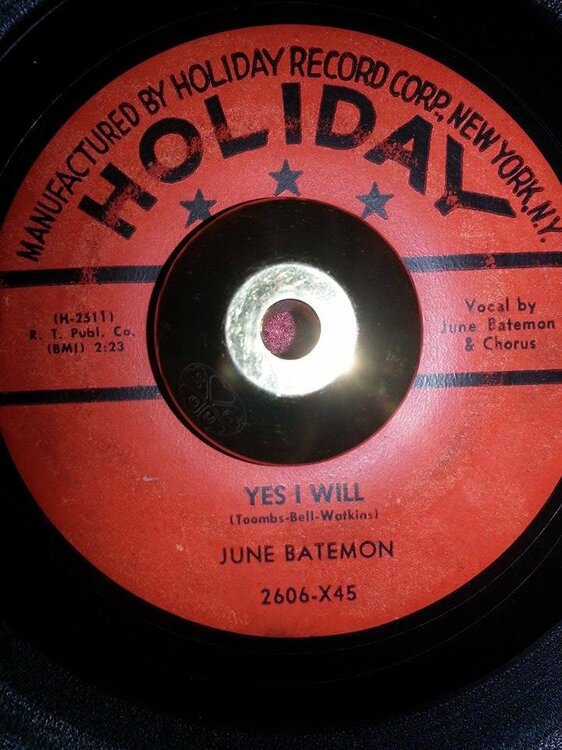 MANUFACTURED BY HOLIDAY RECORD CORP., NEW YORK, N.Y.
HOLIDAY
(H-2511)
R. T. Publ. Co.
(BMI) 2:23
Vocal by
June Batemon
& Chorus
YES I WILL
(Toombs-Bell-Watkins)
JUNE BATEMON
2606-X45